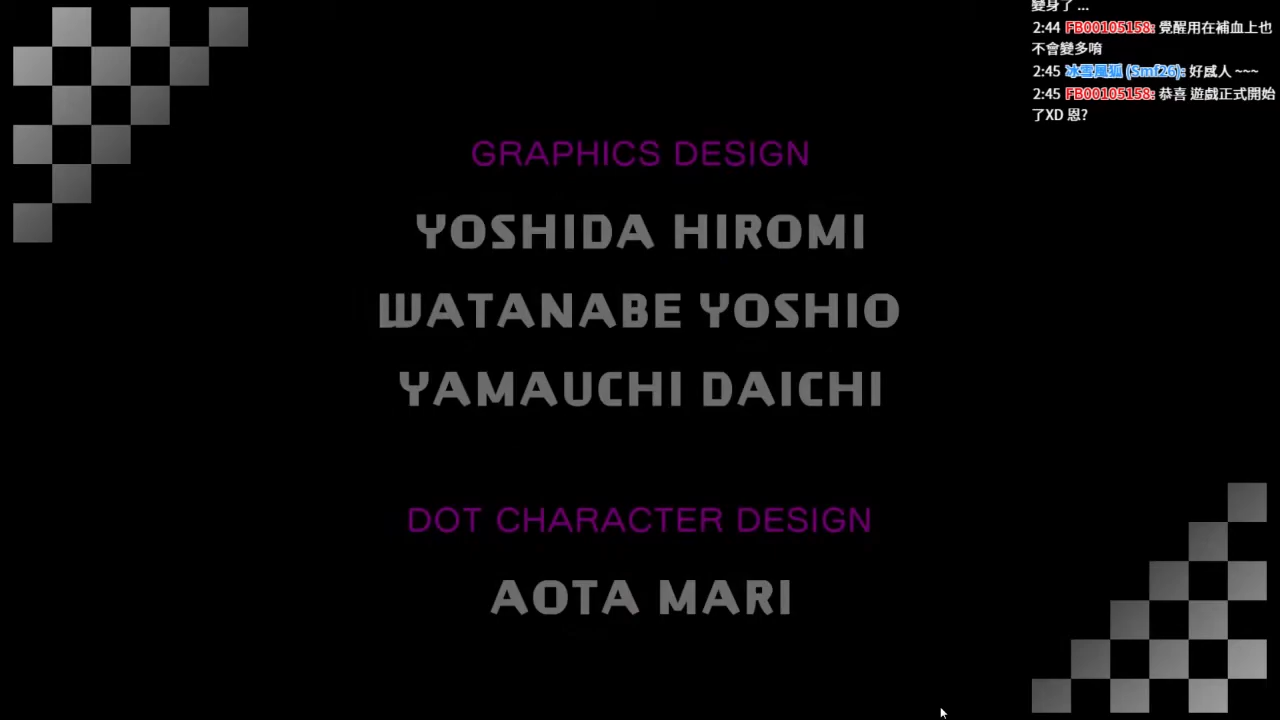 GRAPHICS DESIGN
YOSHIDA HIROMI
WATANABE YOSHIO
YAMAUCHI DAICHI
DOT CHARACTER DESIGN
AOTA MARI
變身了 ...
2:44 FB00105158: 覺醒用在補血上也
不會變多唷
2:45 冰雪鳳狐 (Smf26): 好感人 ~~~
2:45 FB00105158: 恭喜 遊戲正式開始
了XD 恩?